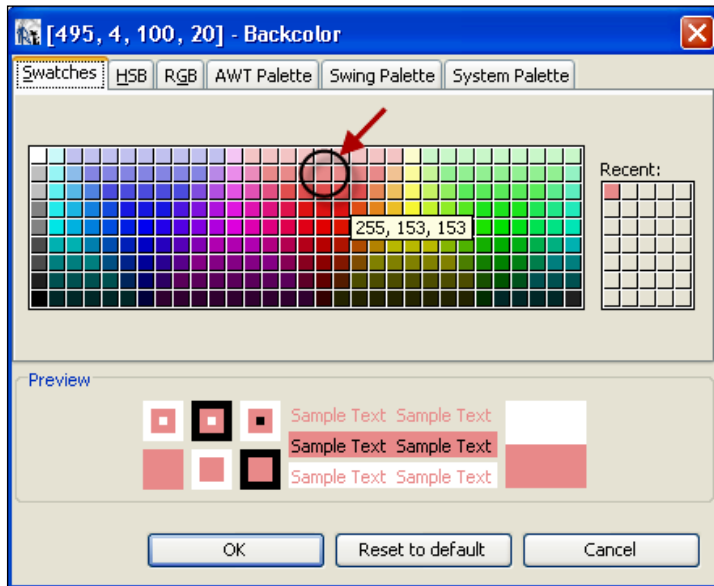 [495, 4, 100, 20] - Backcolor
Swatches HSB RGB AWT Palette Swing Palette System Palette
Recent:
255, 153, 153
Preview
Sample Text Sample Text
Sample Text Sample Text
Sample Text Sample Text
OK Reset to default Cancel